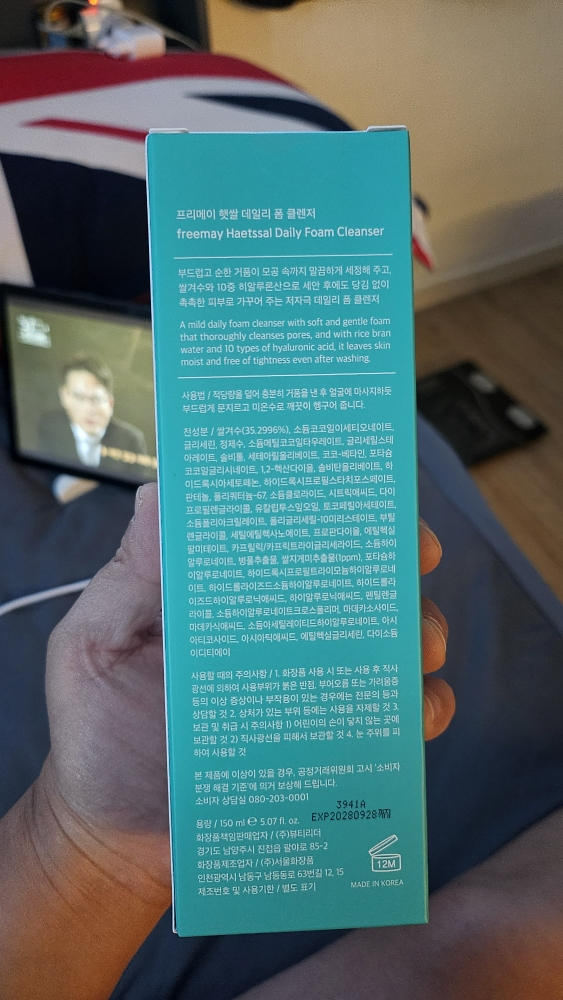 프리메이 햇쌀 데일리 폼 클렌저
freemay Haetssal Daily Foam Cleanser
부드럽고 순한 거품이 모공 속까지 말끔하게 세정해 주고,
쌀겨수와 10중 히알루론산으로 세안 후에도 당김 없이
촉촉한 피부로 가꾸어 주는 저자극 데일리 폼 클렌저
A mild daily foam cleanser with soft and gentle foam
that thoroughly cleanses pores, and with rice bran
water and 10 types of hyaluronic acid, it leaves skin
moist and free of tightness even after washing.
사용법 / 적당량을 덜어 충분히 거품을 낸 후 얼굴에 마사지하듯
부드럽게 문지르고 미온수로 깨끗이 헹구어 줍니다.
전성분 / 쌀겨수(35.2996%), 소듐코코일이세티오네이트,
글리세린, 정제수, 소듐메틸코코일타우레이트, 글리세릴스테
아레이트, 솔비톨, 세테아릴올리베이트, 코코-베타인, 포타슘
코코일글리시네이트, 1,2-헥산다이올, 솔비탄올리베이트, 하
이드록시아세토페논, 하이드록시프로필스타치포스페이트,
판테놀, 폴리쿼터늄-67, 소듐클로라이드, 시트릭애씨드, 다이
프로필렌글라이콜, 유칼립투스잎오일, 토코페릴아세테이트,
소듐폴리아크릴레이트, 폴리글리세릴-10미리스테이트, 부틸
렌글라이콜, 세틸에틸헥사노에이트, 프로판다이올, 에틸헥실
팔미테이트, 카프릴릭/카프릭트라이글리세라이드, 소듐하이
알루로네이트, 병풀추출물, 쌀지게미추출물(1ppm), 포타슘하
이알루로네이트, 하이드록시프로필트라이모늄하이알루로네
이트, 하이드롤라이즈드소듐하이알루로네이트, 하이드롤라
이즈드하이알루로닉애씨드, 하이알루로닉애씨드, 펜틸렌글
라이콜, 소듐하이알루로네이트크로스폴리머, 마데카소사이드,
마데카식애씨드, 소듐아세틸레이티드하이알루로네이트, 아시
아티코사이드, 아시아틱애씨드, 에틸헥실글리세린, 다이소듐
이디티에이
사용할 때의 주의사항 / 1. 화장품 사용 시 또는 사용 후 직사
광선에 의하여 사용부위가 붉은 반점, 부어오름 또는 가려움증
등의 이상 증상이나 부작용이 있는 경우에는 전문의 등과
상담할 것 2. 상처가 있는 부위 등에는 사용을 자제할 것 3.
보관 및 취급 시 주의사항 1) 어린이의 손이 닿지 않는 곳에
보관할 것 2) 직사광선을 피해서 보관할 것 4. 눈 주위를 피
하여 사용할 것
본 제품에 이상이 있을 경우, 공정거래위원회 고시 '소비자
분쟁 해결 기준'에 의거 보상해 드립니다.
소비자 상담실 080-203-0001
3941A
EXP20280928까지
용량 / 150 ml ℮ 5.07 fl. oz.
화장품책임판매업자 / (주)뷰티리더
경기도 남양주시 진접읍 팔야로 85-2
화장품제조업자 / (주)서울화장품
인천광역시 남동구 남동동로 63번길 12, 15
제조번호 및 사용기한 / 별도 표기
12M
MADE IN KOREA